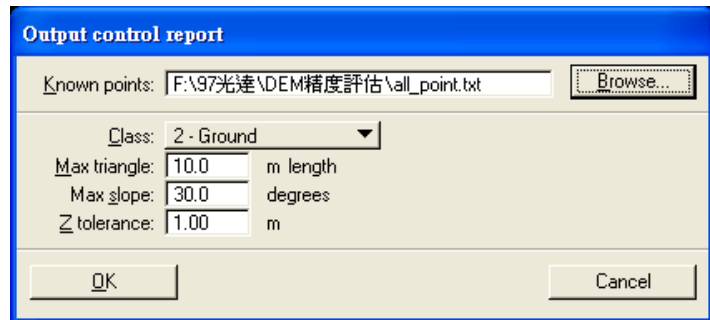 Output control report
Known points: F:\97光達\DEM精度評估\all_point.txt Browse...
Class: 2 - Ground
Max triangle: 10.0 m length
Max slope: 30.0 degrees
Z tolerance: 1.00 m
OK Cancel